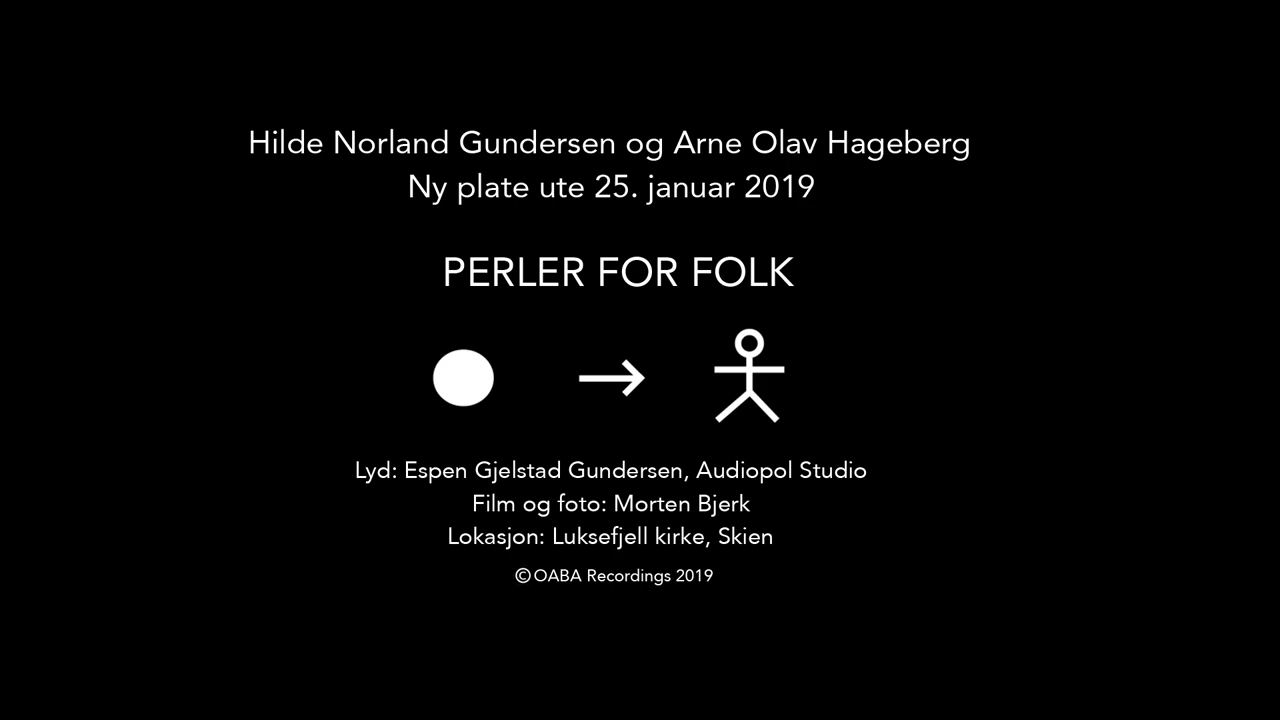 Hilde Norland Gundersen og Arne Olav Hageberg
Ny plate ute 25. januar 2019
PERLER FOR FOLK
Lyd: Espen Gjelstad Gundersen, Audiopol Studio
Film og foto: Morten Bjerk
Lokasjon: Luksefjell kirke, Skien
© OABA Recordings 2019